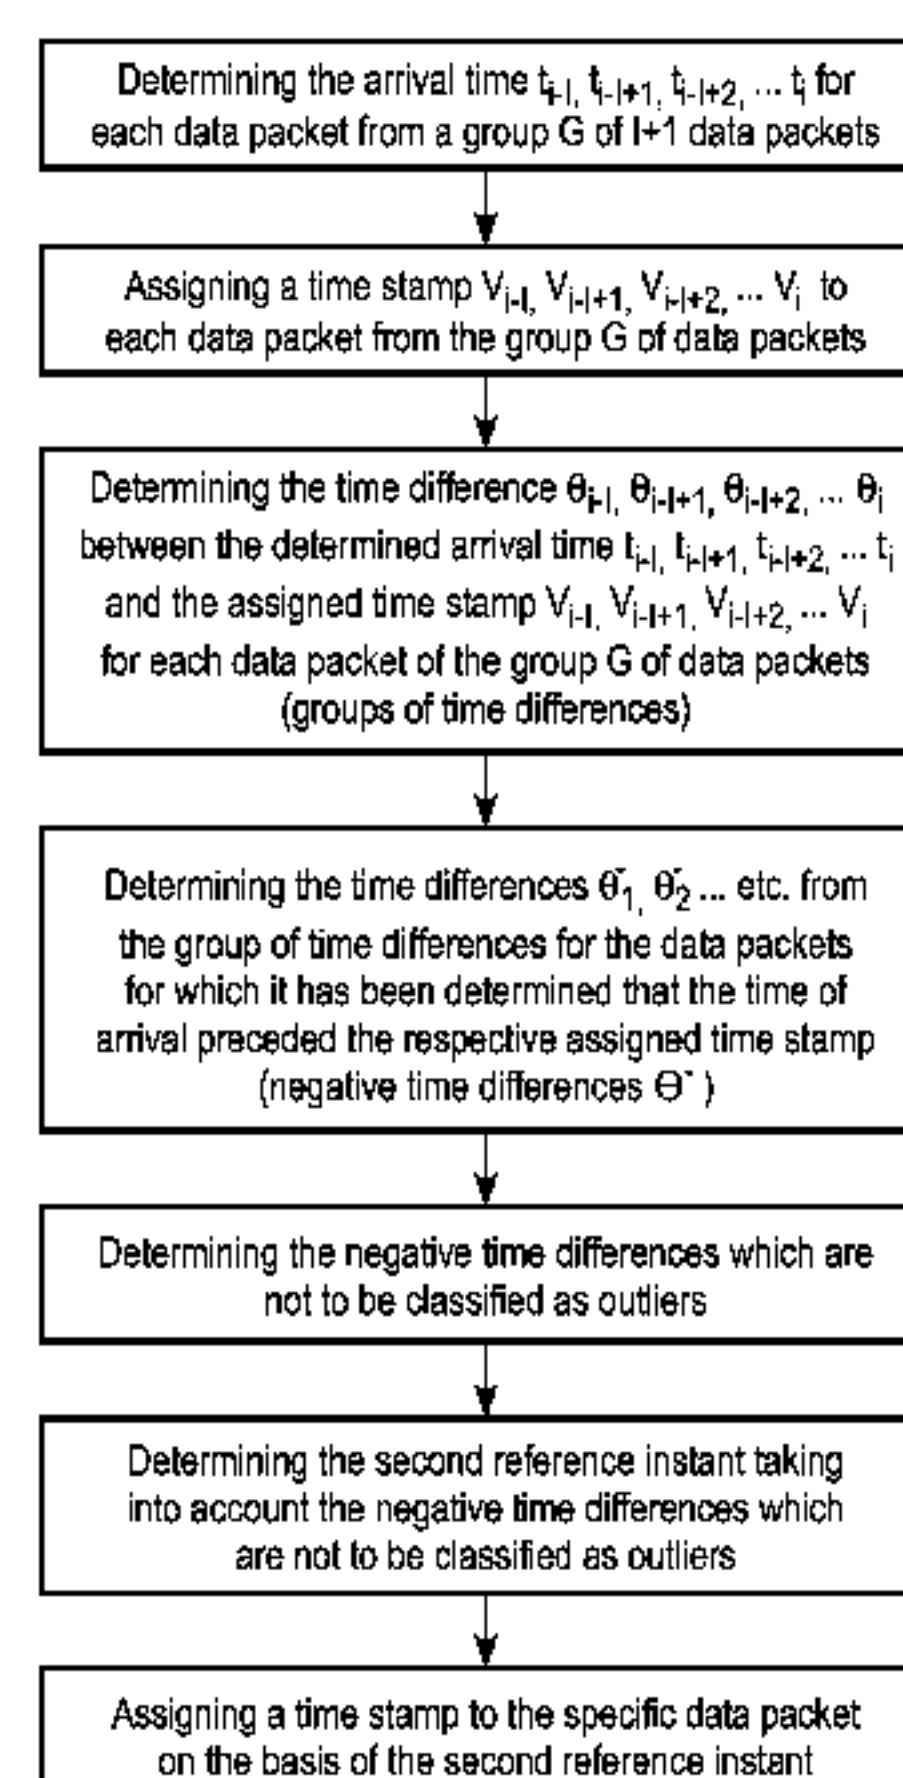 Determining the arrival time t_{i-l}, t_{i-l+1}, t_{i-l+2}, ... t_i for
each data packet from a group G of l+1 data packets
Assigning a time stamp V_{i-l}, V_{i-l+1}, V_{i-l+2}, ... V_i to
each data packet from the group G of data packets
Determining the time difference θ_{i-l}, θ_{i-l+1}, θ_{i-l+2}, ... θ_i
between the determined arrival time t_{i-l}, t_{i-l+1}, t_{i-l+2}, ... t_i
and the assigned time stamp V_{i-l}, V_{i-l+1}, V_{i-l+2}, ... V_i
for each data packet of the group G of data packets
(groups of time differences)
Determining the time differences θ^-_1, θ^-_2 ... etc. from
the group of time differences for the data packets
for which it has been determined that the time of
arrival preceded the respective assigned time stamp
(negative time differences Θ^- )
Determining the negative time differences which are
not to be classified as outliers
Determining the second reference instant taking
into account the negative time differences which
are not to be classified as outliers
Assigning a time stamp to the specific data packet
on the basis of the second reference instant